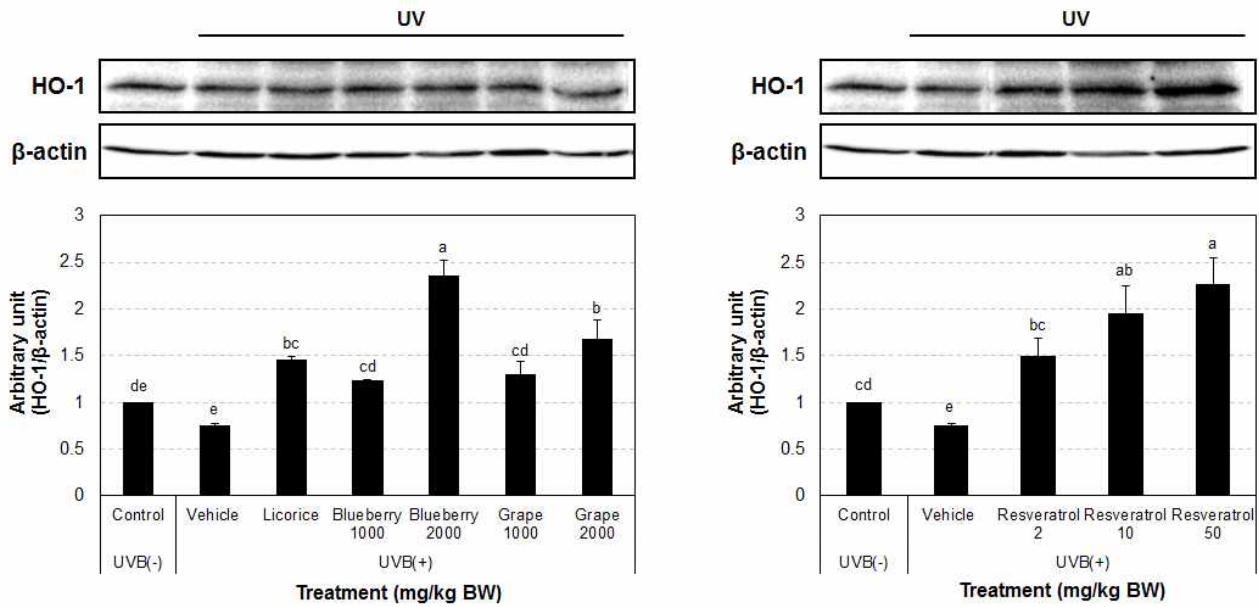 UV
HO-1
β-actin
3
2.5
2
1.5
1
0.5
0
Arbitrary unit
(HO-1/β-actin)
de
e
bc
cd
a
cd
b
Control
Vehicle
Licorice
Blueberry
1000
Blueberry
2000
Grape
1000
Grape
2000
UVB(-)
UVB(+)
Treatment (mg/kg BW)
UV
HO-1
β-actin
3
2.5
2
1.5
1
0.5
0
Arbitrary unit
(HO-1/β-actin)
cd
e
bc
ab
a
Control
Vehicle
Resveratrol
2
Resveratrol
10
Resveratrol
50
UVB(-)
UVB(+)
Treatment (mg/kg BW)